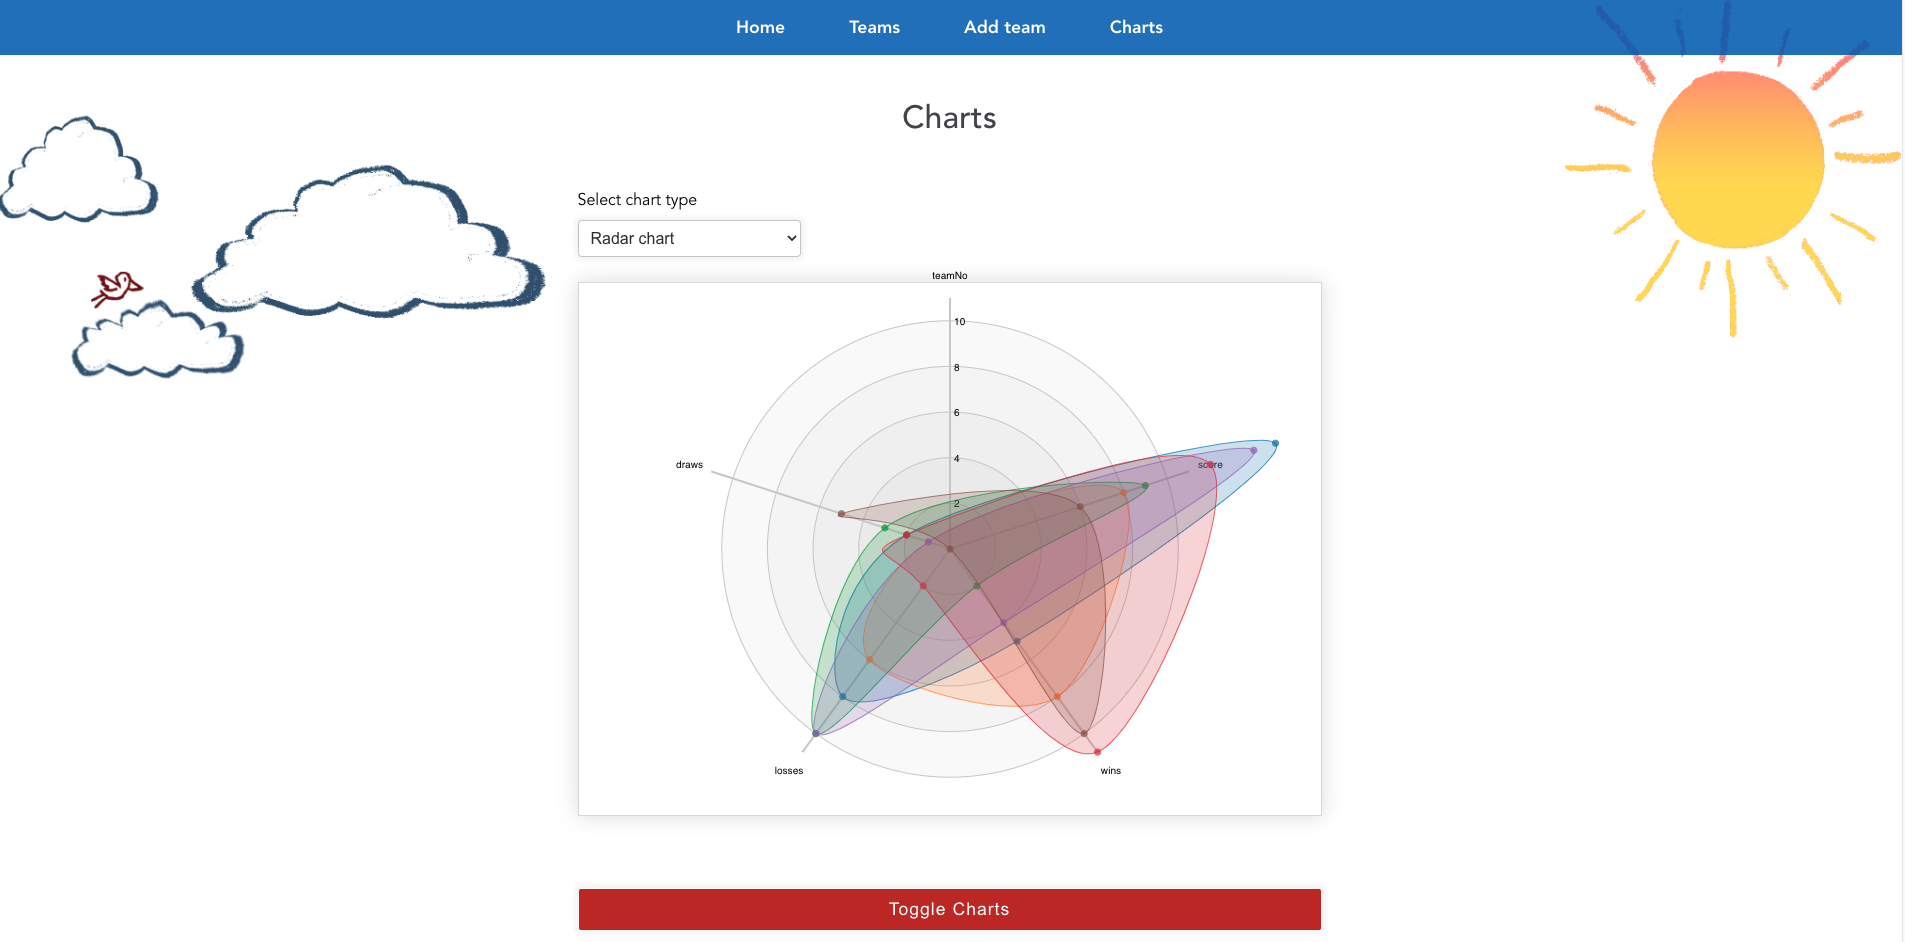 Home Teams Add team Charts
Charts
Select chart type
Radar chart
teamNo
10
8
6
4
2
draws
score
losses
wins
Toggle Charts